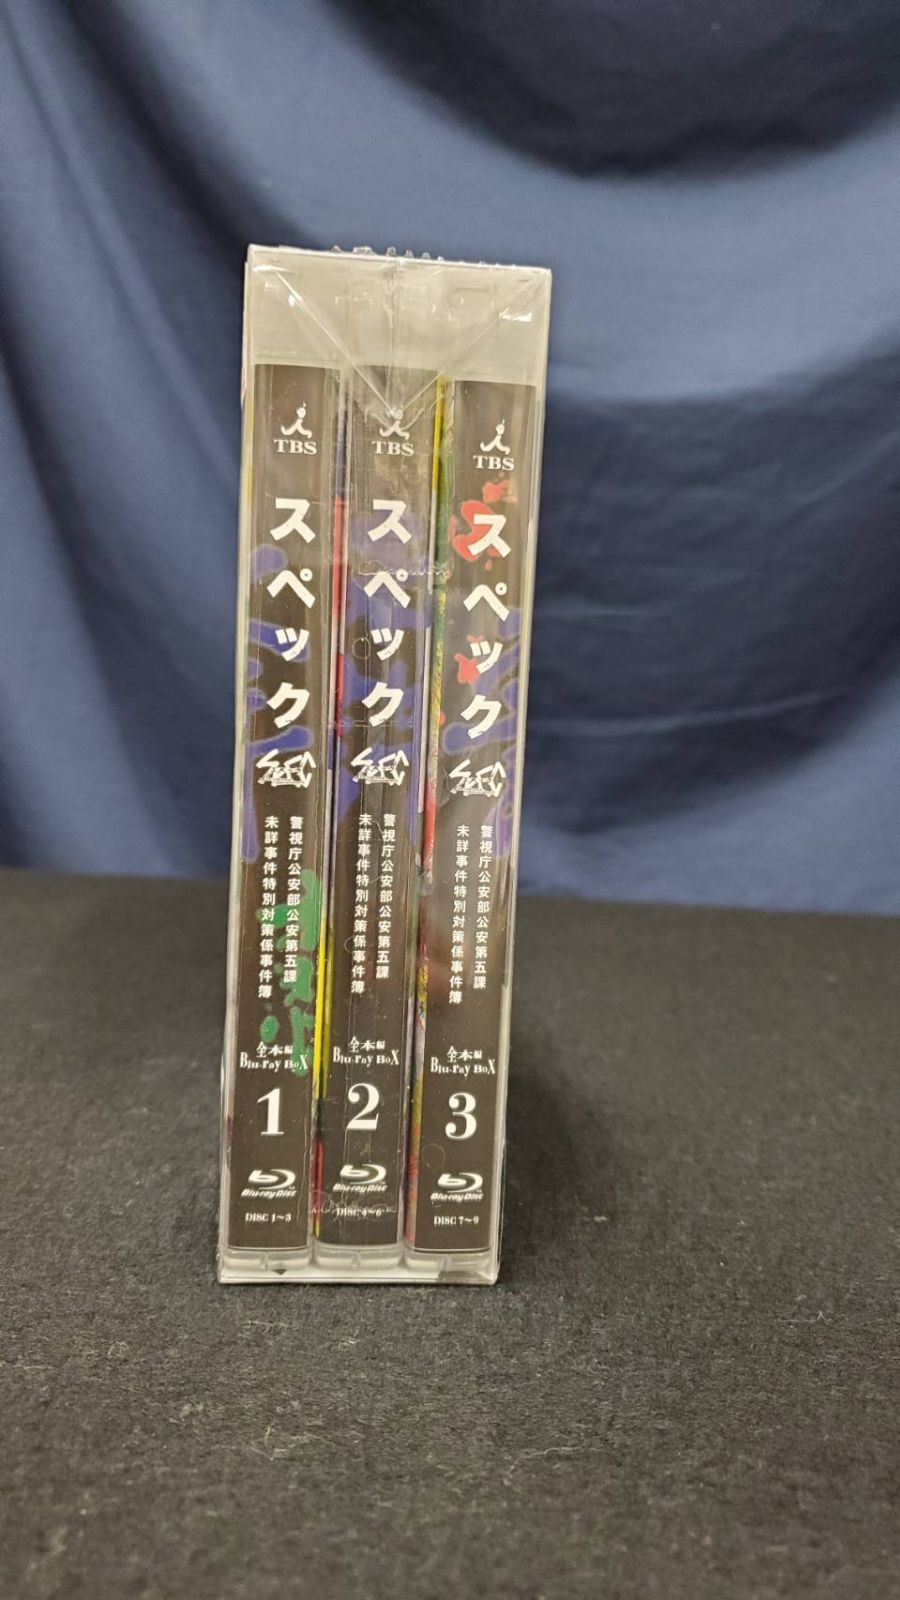 TBS
スペック
警視庁公安部公安第五課
未詳事件特別対策係事件簿
全本編
Blu-ray BOX
1
Blu-ray Disc
DISC 1～3
TBS
スペック
警視庁公安部公安第五課
未詳事件特別対策係事件簿
全本編
Blu-ray BOX
2
Blu-ray Disc
DISC 4～6
TBS
スペック
警視庁公安部公安第五課
未詳事件特別対策係事件簿
全本編
Blu-ray BOX
3
Blu-ray Disc
DISC 7～9